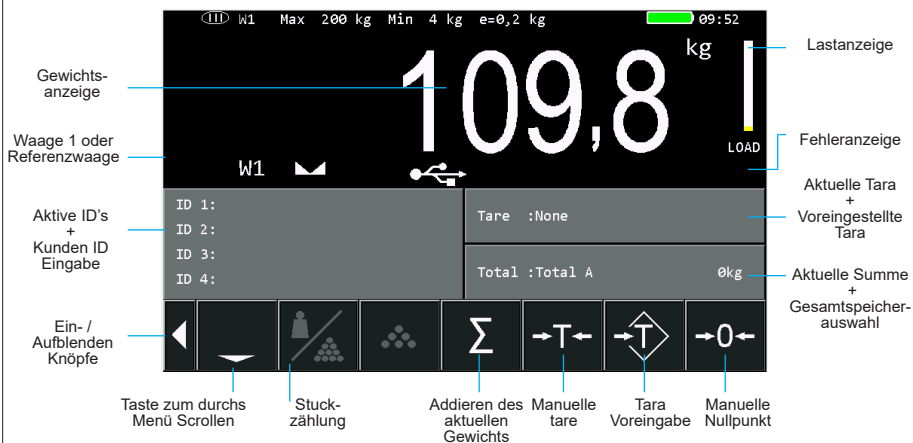 III W1 Max 200 kg Min 4 kg e=0,2 kg 09:52
109,8 kg
LOAD
W1
ID 1:
ID 2:
ID 3:
ID 4:
Tare :None
Total :Total A 0kg
Σ
→T←
→T←
→0←
Gewichts-
anzeige
Waage 1 oder
Referenzwaage
Aktive ID's
+
Kunden ID
Eingabe
Ein- /
Aufblenden
Knöpfe
Lastanzeige
Fehleranzeige
Aktuelle Tara
+
Voreingestellte
Tara
Aktuelle Summe
+
Gesamtspeicher-
auswahl
Taste zum durchs
Menü Scrollen
Stuck-
zählung
Addieren des
aktuellen
Gewichts
Manuelle
tare
Tara
Voreingabe
Manuelle
Nullpunkt